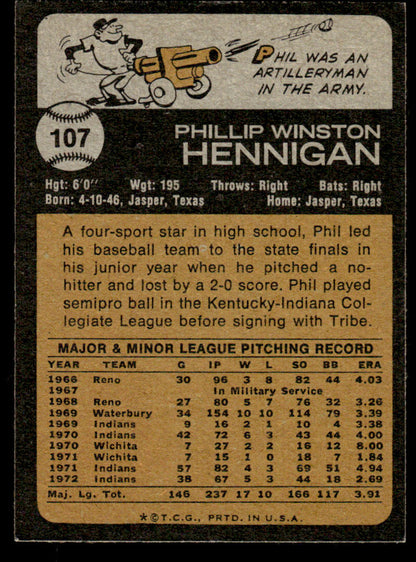 PHIL WAS AN
ARTILLERYMAN
IN THE ARMY.
107
PHILLIP WINSTON
HENNIGAN
Hgt: 6'0" Wgt: 195 Throws: Right Bats: Right
Born: 4-10-46, Jasper, Texas Home: Jasper, Texas
A four-sport star in high school, Phil led
his baseball team to the state finals in
his junior year when he pitched a no-
hitter and lost by a 2-0 score. Phil played
semipro ball in the Kentucky-Indiana Col-
legiate League before signing with Tribe.
MAJOR & MINOR LEAGUE PITCHING RECORD
YEAR TEAM G IP W L SO BB ERA
1966 Reno 30 96 3 8 82 44 4.03
1967 In Military Service
1968 Reno 27 80 5 7 76 32 3.26
1969 Waterbury 34 154 10 10 114 79 3.39
1969 Indians 9 16 2 1 10 4 3.38
1970 Indians 42 72 6 3 43 44 4.00
1970 Wichita 7 27 2 2 16 12 8.00
1971 Wichita 7 15 1 0 18 7 1.84
1971 Indians 57 82 4 3 69 51 4.94
1972 Indians 38 67 5 3 44 18 2.69
Maj. Lg. Tot. 146 237 17 10 166 117 3.91
*©T.C.G., PRTD. IN U.S.A.